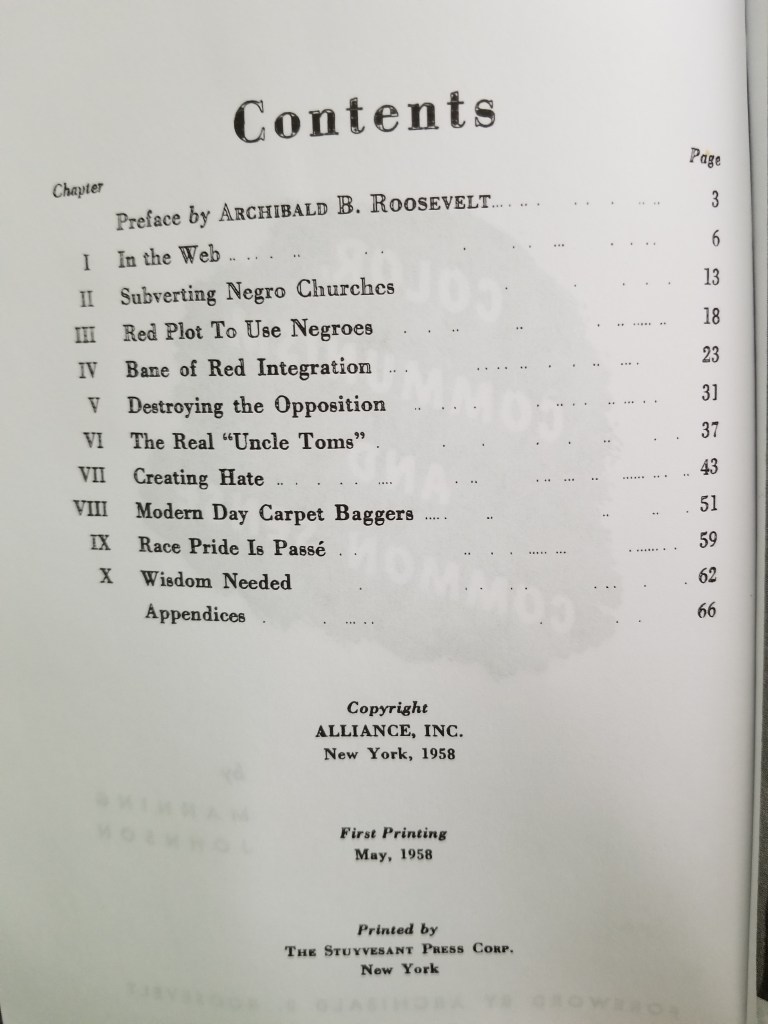 Contents
Chapter Page
Preface by ARCHIBALD B. ROOSEVELT 3
I In the Web 6
II Subverting Negro Churches 13
III Red Plot To Use Negroes 18
IV Bane of Red Integration 23
V Destroying the Opposition 31
VI The Real “Uncle Toms” 37
VII Creating Hate 43
VIII Modern Day Carpet Baggers 51
IX Race Pride Is Passé 59
X Wisdom Needed 62
Appendices 66
Copyright
ALLIANCE, INC.
New York, 1958
First Printing
May, 1958
Printed by
THE STUYVESANT PRESS CORP.
New York